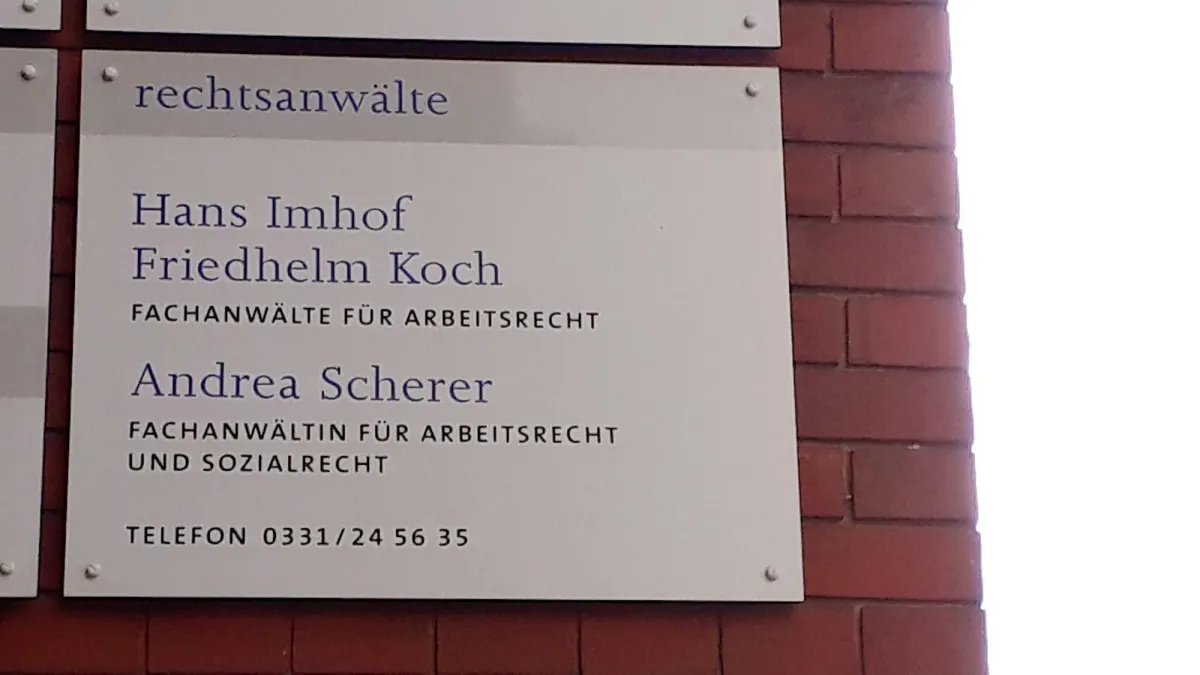 rechtsanwälte
Hans Imhof
Friedhelm Koch
FACHANWÄLTE FÜR ARBEITSRECHT
Andrea Scherer
FACHANWÄLTIN FÜR ARBEITSRECHT
UND SOZIALRECHT
TELEFON 0331/24 56 35